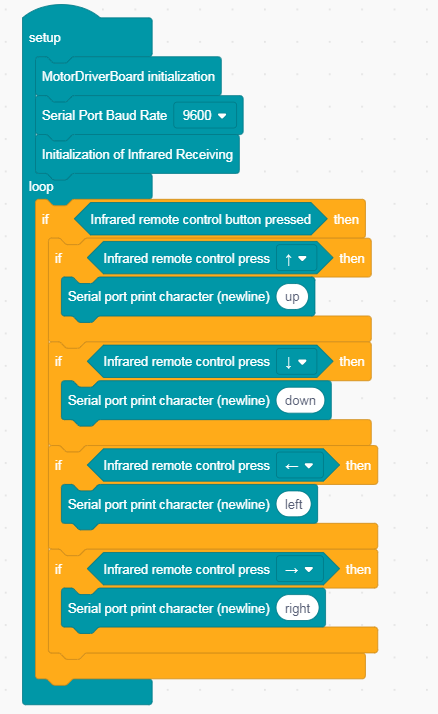 setup
MotorDriverBoard initialization
Serial Port Baud Rate 9600
Initialization of Infrared Receiving
loop
if Infrared remote control button pressed then
if Infrared remote control press ↑ then
Serial port print character (newline) up
if Infrared remote control press ↓ then
Serial port print character (newline) down
if Infrared remote control press ← then
Serial port print character (newline) left
if Infrared remote control press → then
Serial port print character (newline) right